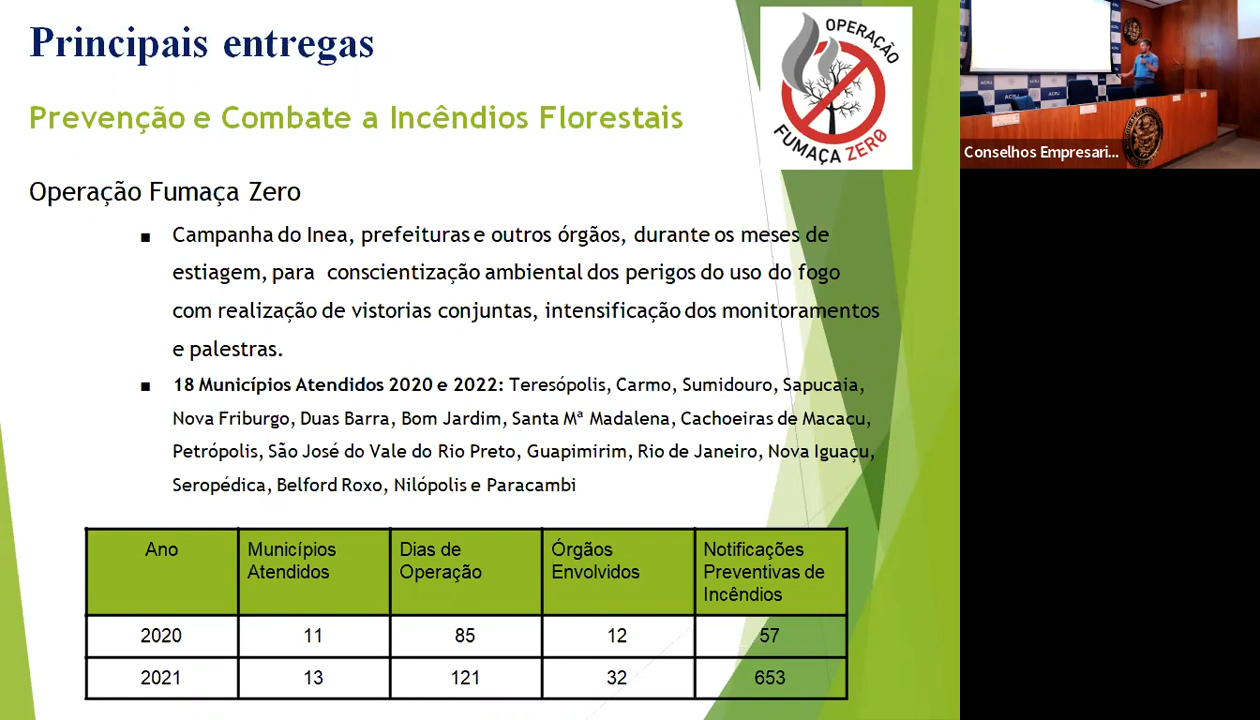 Principais entregas
OPERAÇÃO
FUMAÇA ZERO
Prevenção e Combate a Incêndios Florestais
Operação Fumaça Zero
■ Campanha do Inea, prefeituras e outros órgãos, durante os meses de
estiagem, para conscientização ambiental dos perigos do uso do fogo
com realização de vistorias conjuntas, intensificação dos monitoramentos
e palestras.
■ 18 Municípios Atendidos 2020 e 2022: Teresópolis, Carmo, Sumidouro, Sapucaia,
Nova Friburgo, Duas Barra, Bom Jardim, Santa Mª Madalena, Cachoeiras de Macacu,
Petrópolis, São José do Vale do Rio Preto, Guapimirim, Rio de Janeiro, Nova Iguaçu,
Seropédica, Belford Roxo, Nilópolis e Paracambi
Ano Municípios Atendidos Dias de Operação Órgãos Envolvidos Notificações Preventivas de Incêndios
2020 11 85 12 57
2021 13 121 32 653
ACRJ
Conselhos Empresari...